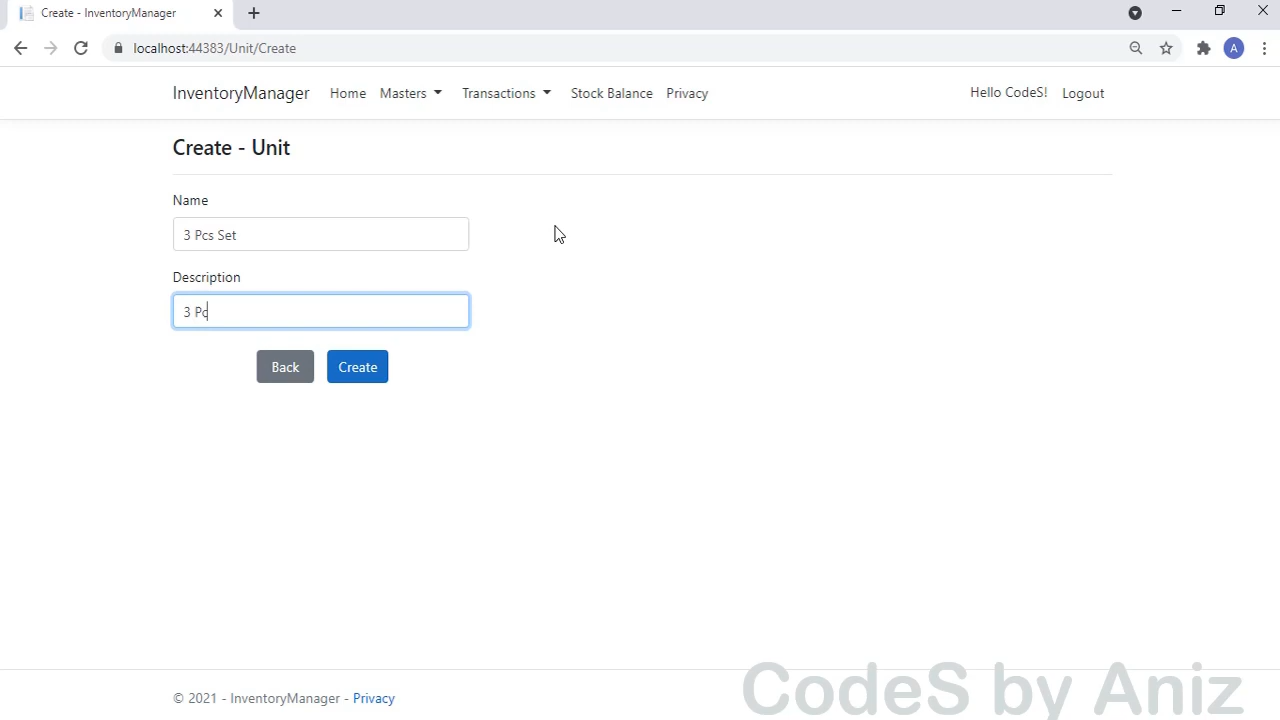 Create - InventoryManager
localhost:44383/Unit/Create
A
InventoryManager Home Masters Transactions Stock Balance Privacy Hello CodeS! Logout
Create - Unit
Name
3 Pcs Set
Description
3 Pc
Back Create
© 2021 - InventoryManager - Privacy
CodeS by Aniz